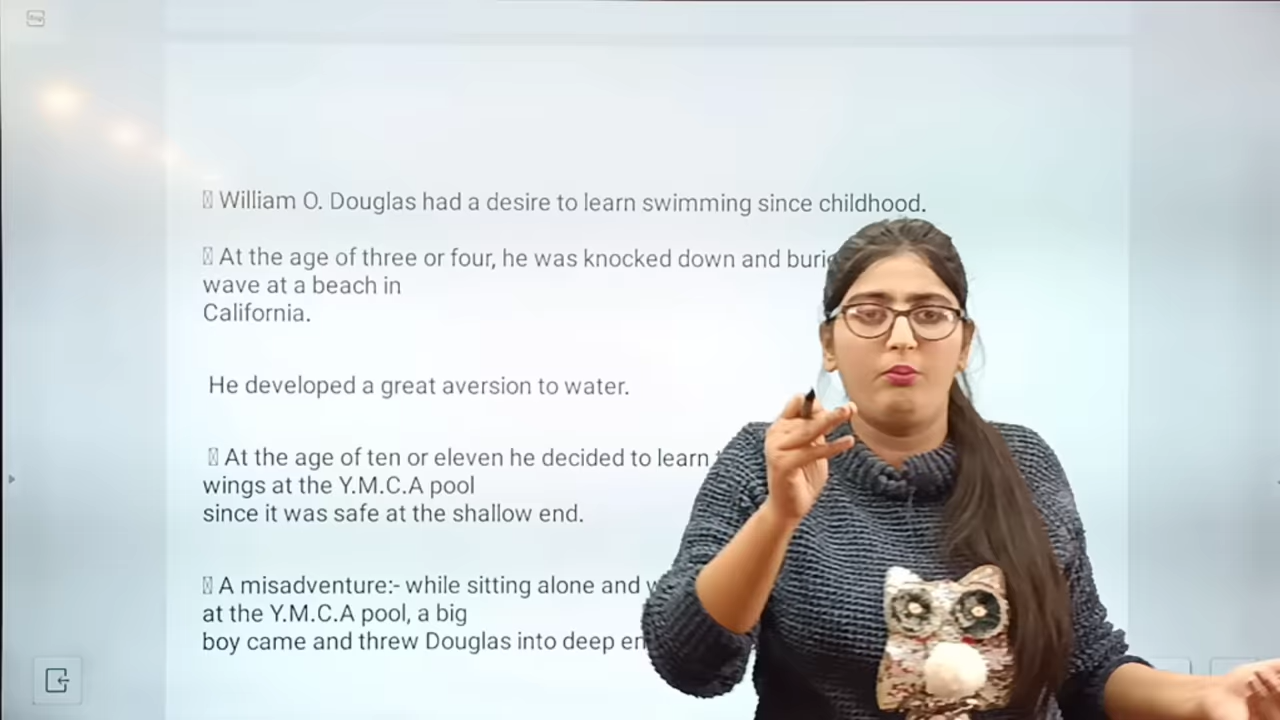 William O. Douglas had a desire to learn swimming since childhood.
At the age of three or four, he was knocked down and
wave at a beach in
California.
He developed a great aversion to water.
At the age of ten or eleven he decided to learn
wings at the Y.M.C.A pool
since it was safe at the shallow end.
A misadventure:- while sitting alone and
at the Y.M.C.A pool, a big
boy came and threw Douglas into deep